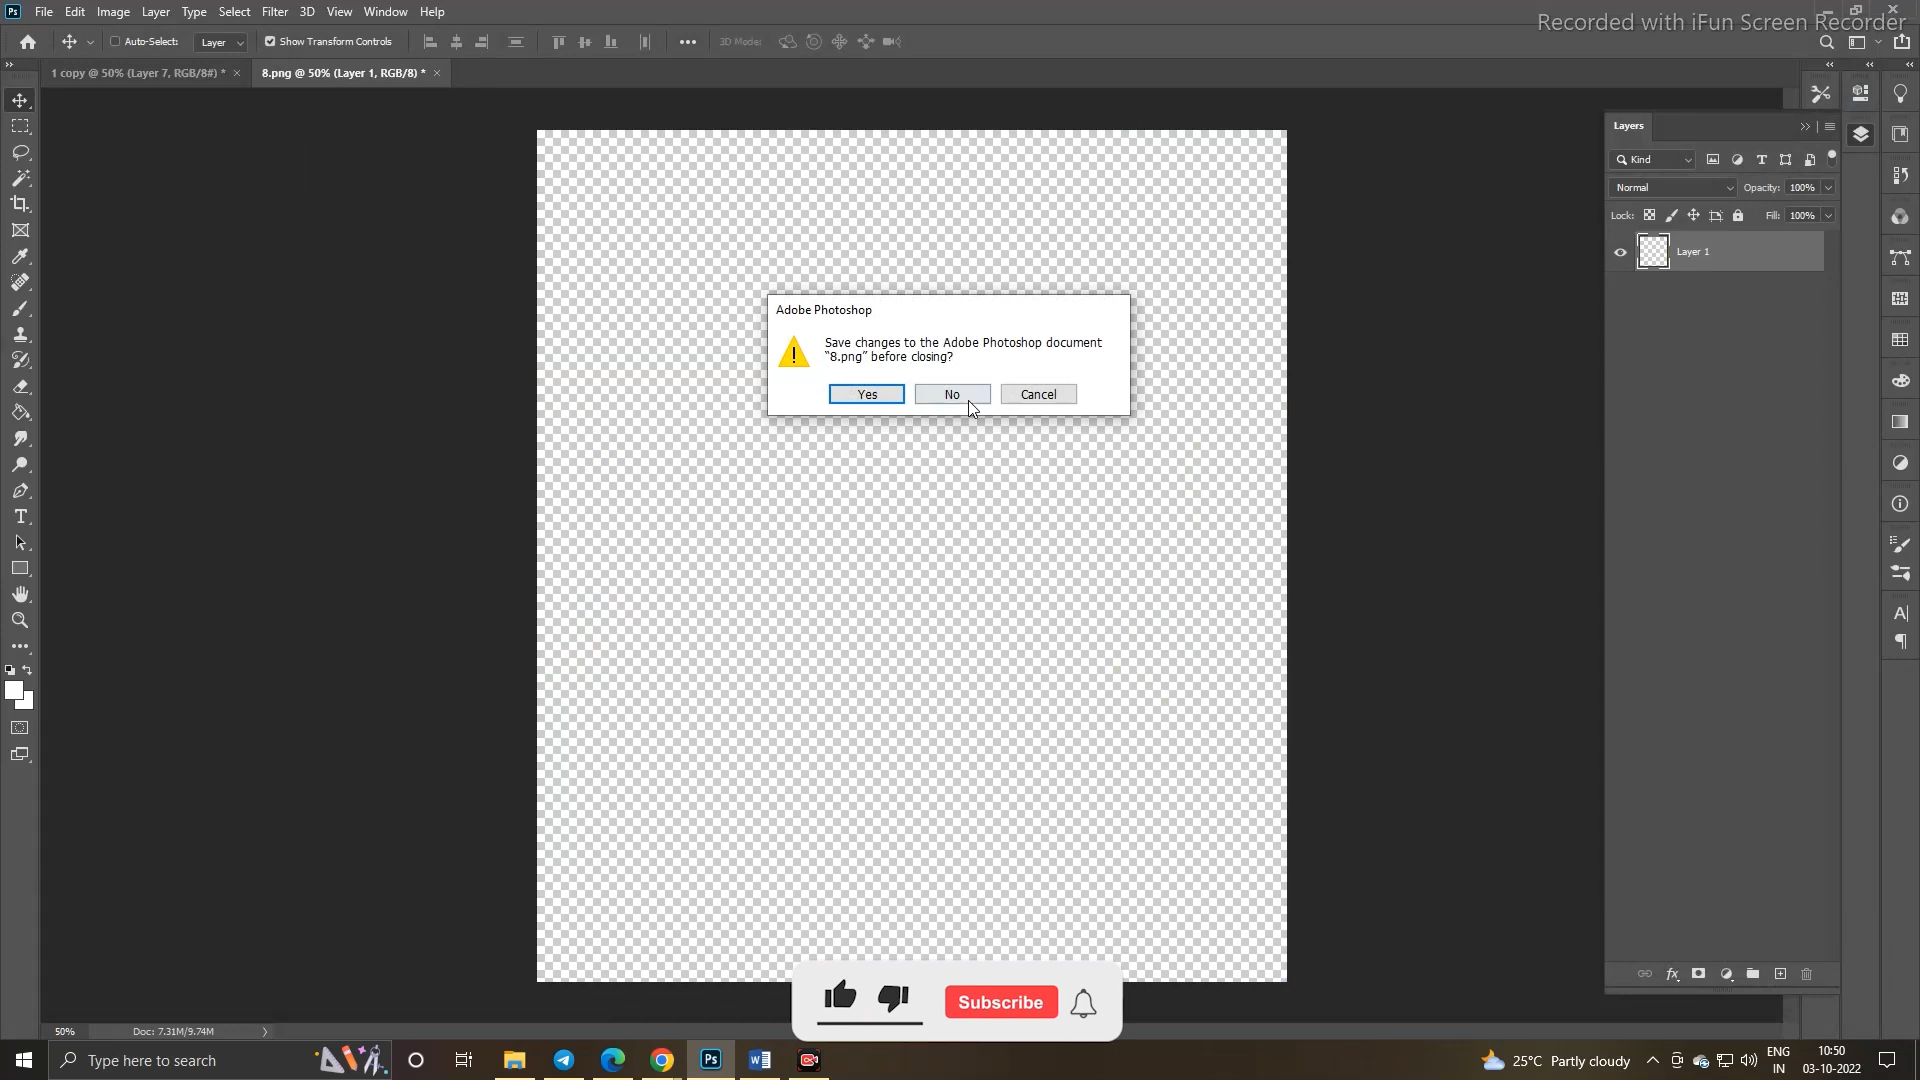 Ps File Edit Image Layer Type Select Filter 3D View Window Help
Recorded with iFun Screen Recorder
Auto-Select: Layer Show Transform Controls 3D Mode:
1 copy @ 50% (Layer 7, RGB/8#) * 8.png @ 50% (Layer 1, RGB/8) *
Layers
Kind
Normal Opacity: 100%
Lock: Fill: 100%
Layer 1
Adobe Photoshop
Save changes to the Adobe Photoshop document
“8.png” before closing?
Yes No Cancel
Subscribe
50% Doc: 7.31M/9.74M
Type here to search
Ps
25°C Partly cloudy
ENG
IN
10:50
03-10-2022